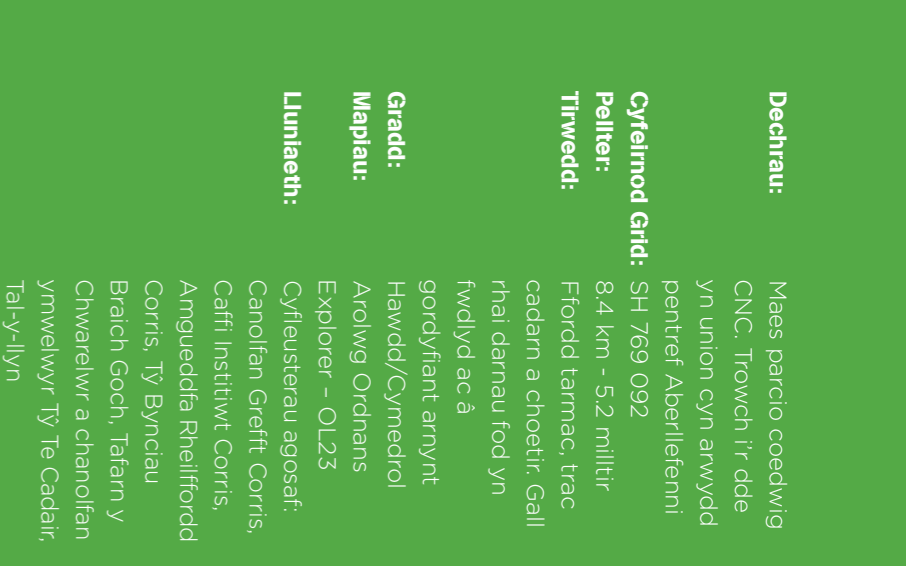 Dechrau: Maes parcio coedwig
CNC. Trowch i'r dde
yn union cyn arwydd
pentref Aberllefenni
Cyfeirnod Grid: SH 769 092
Pellter: 8.4 km - 5.2 milltir
Tirwedd: Ffordd tarmac, trac
cadarn a choetir. Gall
rhai darnau fod yn
fwdlyd ac â
gordyfiant arnynt
Gradd: Hawdd/Cymedrol
Mapiau: Arolwg Ordnans
Explorer – OL23
Lluniaeth: Cyfleusterau agosaf:
Canolfan Grefft Corris,
Caffi Institiwt Corris,
Amgueddfa Rheilffordd
Corris, Tŷ Bynciau
Braich Goch, Tafarn y
Chwarelwr a chanolfan
ymwelwyr Tŷ Te Cadair,
Tal-y-llyn